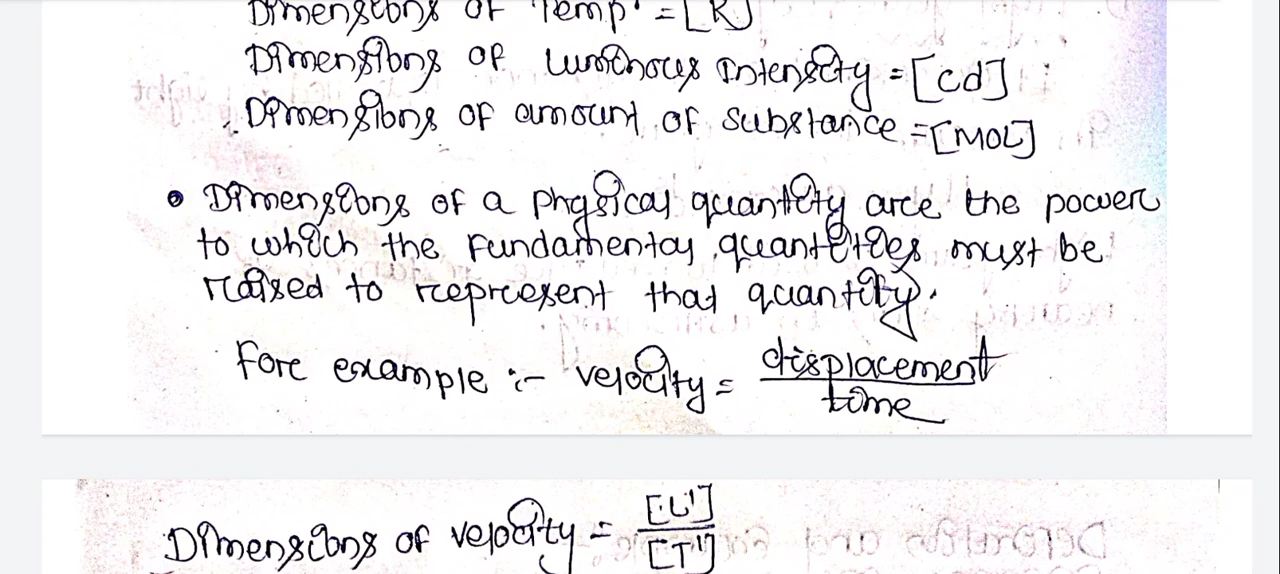 Dimensions of Temp. = [K]
Dimensions of Luminous Intensity = [cd]
Dimensions of amount of substance = [MOL]
• Dimensions of a physical quantity are the power
to which the fundamental quantities must be
raised to represent that quantity.
Fore example :- velocity = displacement
time
Dimensions of velocity = [L¹]
[T¹]